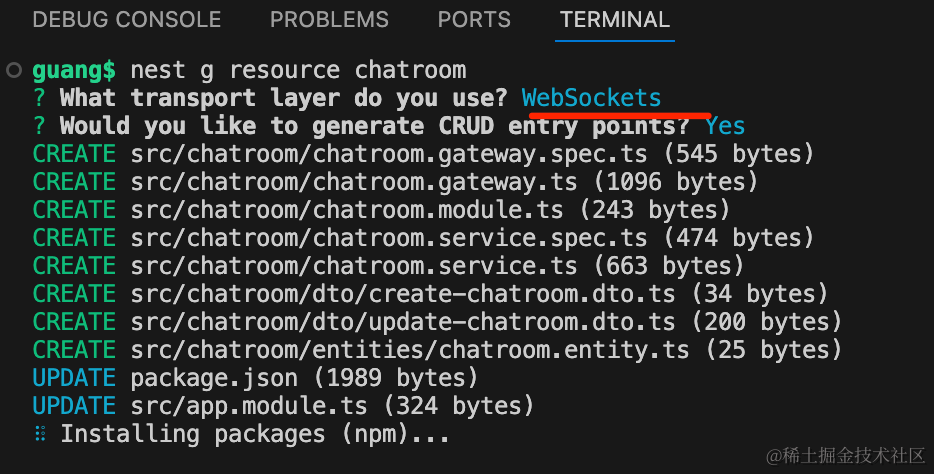 DEBUG CONSOLE PROBLEMS PORTS TERMINAL
guang$ nest g resource chatroom
? What transport layer do you use? WebSockets
? Would you like to generate CRUD entry points? Yes
CREATE src/chatroom/chatroom.gateway.spec.ts (545 bytes)
CREATE src/chatroom/chatroom.gateway.ts (1096 bytes)
CREATE src/chatroom/chatroom.module.ts (243 bytes)
CREATE src/chatroom/chatroom.service.spec.ts (474 bytes)
CREATE src/chatroom/chatroom.service.ts (663 bytes)
CREATE src/chatroom/dto/create-chatroom.dto.ts (34 bytes)
CREATE src/chatroom/dto/update-chatroom.dto.ts (200 bytes)
CREATE src/chatroom/entities/chatroom.entity.ts (25 bytes)
UPDATE package.json (1989 bytes)
UPDATE src/app.module.ts (324 bytes)
⠿ Installing packages (npm)...
@稀土掘金技术社区